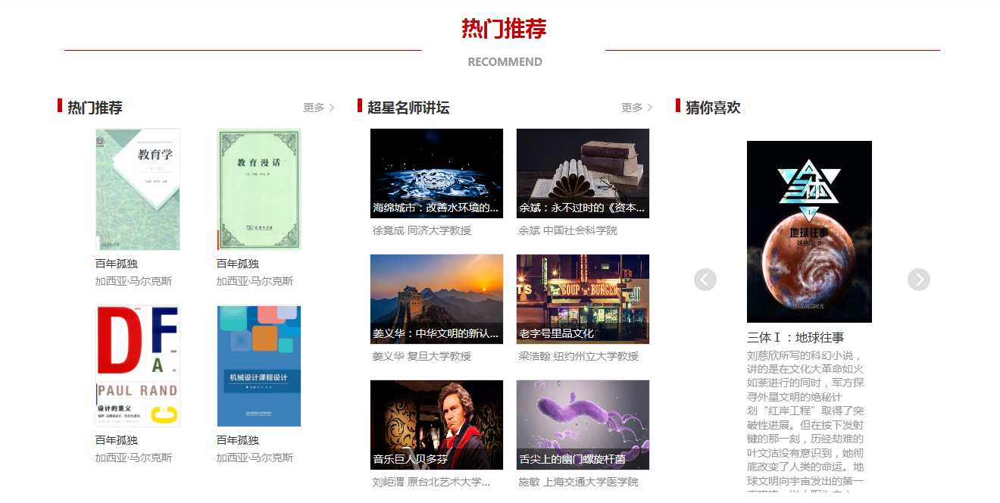 热门推荐
RECOMMEND
热门推荐
更多
教育学
教育漫话
百年孤独
加西亚·马尔克斯
百年孤独
加西亚·马尔克斯
D F
A
PAUL RAND
设计的意义
C
机械设计课程设计
百年孤独
加西亚·马尔克斯
百年孤独
加西亚·马尔克斯
超星名师讲坛
更多
海绵城市：改善水环境的...
徐竟成 同济大学教授
余斌：永不过时的《资本...
余斌 中国社会科学院
姜义华：中华文明的新认...
姜义华 复旦大学教授
SOUP n' BURGER
老字号里品文化
梁浩翰 纽约州立大学教授
音乐巨人贝多芬
刘岠渭 原台北艺术大学...
舌尖上的幽门螺旋杆菌
施敏 上海交通大学医学院
猜你喜欢
三体
I
地球往事
刘慈欣 著
三体Ⅰ：地球往事
刘慈欣所写的科幻小说，
讲的是在文化大革命如火
如荼进行的同时，军方探
寻外星文明的绝秘计
划“红岸工程”取得了突
破性进展。但在按下发射
键的那一刻，历经劫难的
叶文洁没有意识到，她彻
底改变了人类的命运。地
球文明向宇宙发出的第一